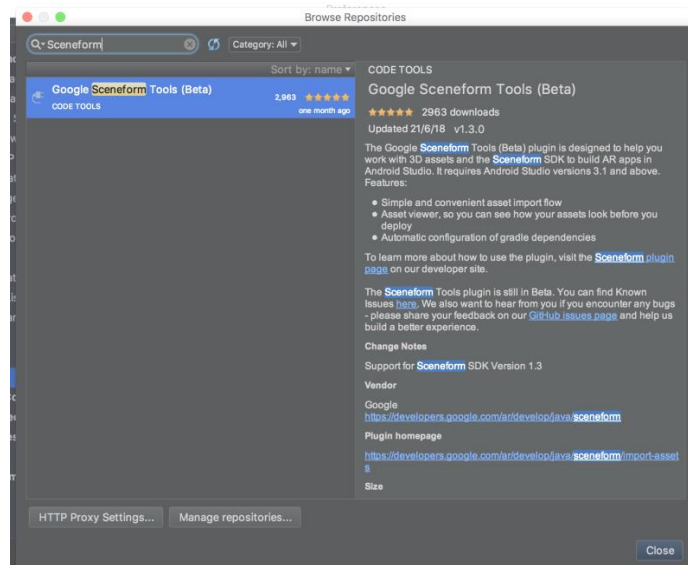 Browse Repositories
Sceneform
Category: All
Sort by: name
Google Sceneform Tools (Beta)
CODE TOOLS
2,963
one month ago
CODE TOOLS
Google Sceneform Tools (Beta)
2963 downloads
Updated 21/6/18 v1.3.0
The Google Sceneform Tools (Beta) plugin is designed to help you
work with 3D assets and the Sceneform SDK to build AR apps in
Android Studio. It requires Android Studio versions 3.1 and above.
Features:
• Simple and convenient asset import flow
• Asset viewer, so you can see how your assets look before you
deploy
• Automatic configuration of gradle dependencies
To learn more about how to use the plugin, visit the Sceneform plugin
page on our developer site.
The Sceneform Tools plugin is still in Beta. You can find Known
Issues here. We also want to hear from you if you encounter any bugs
- please share your feedback on our GitHub issues page and help us
build a better experience.
Change Notes
Support for Sceneform SDK Version 1.3
Vendor
Google
https://developers.google.com/ar/develop/java/sceneform
Plugin homepage
https://developers.google.com/ar/develop/java/sceneform/import-asset
s
Size
HTTP Proxy Settings...
Manage repositories...
Close